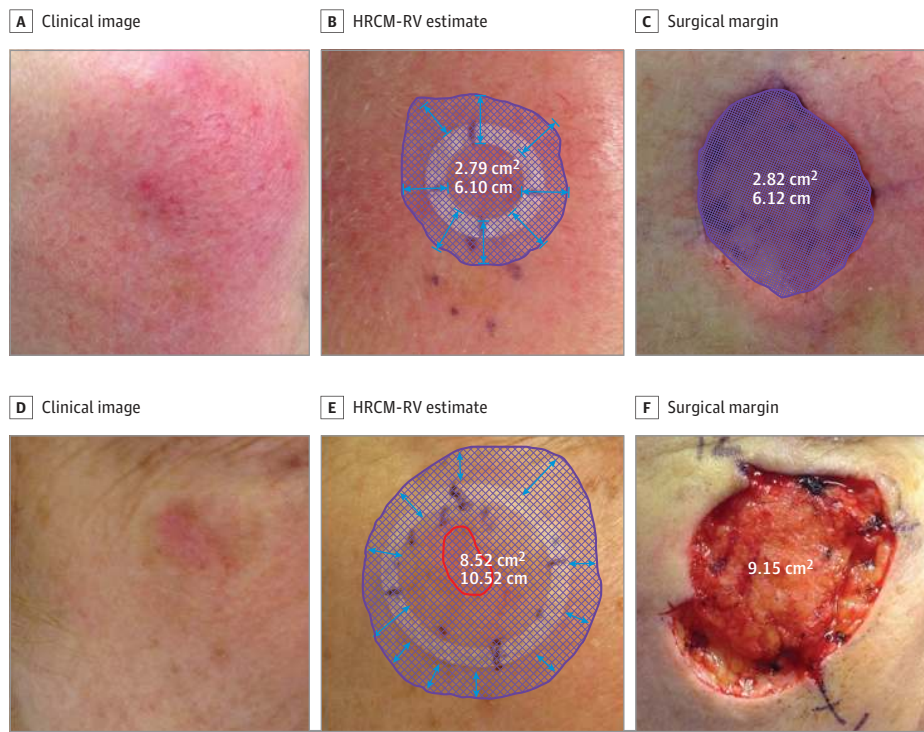 A Clinical image
B HRCM-RV estimate
C Surgical margin
2.79 cm²
6.10 cm
2.82 cm²
6.12 cm
D Clinical image
E HRCM-RV estimate
F Surgical margin
8.52 cm²
10.52 cm
9.15 cm²